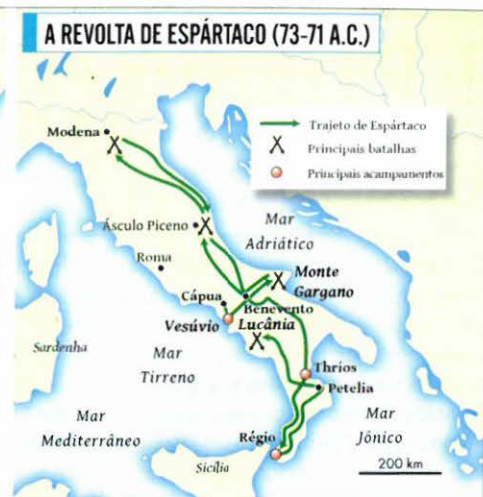 A REVOLTA DE ESPÁRTACO (73-71 A.C.)
Trajeto de Espártaco
Principais batalhas
Principais acampamentos
Modena
Ásculo Piceno
Mar
Adriático
Roma
Monte
Gargano
Cápua
Benevento
Vesúvio
Lucânia
Sardenha
Mar
Tirreno
Thrios
Petelia
Mar
Mediterrâneo
Régio
Mar
Jônico
Sicília
200 km